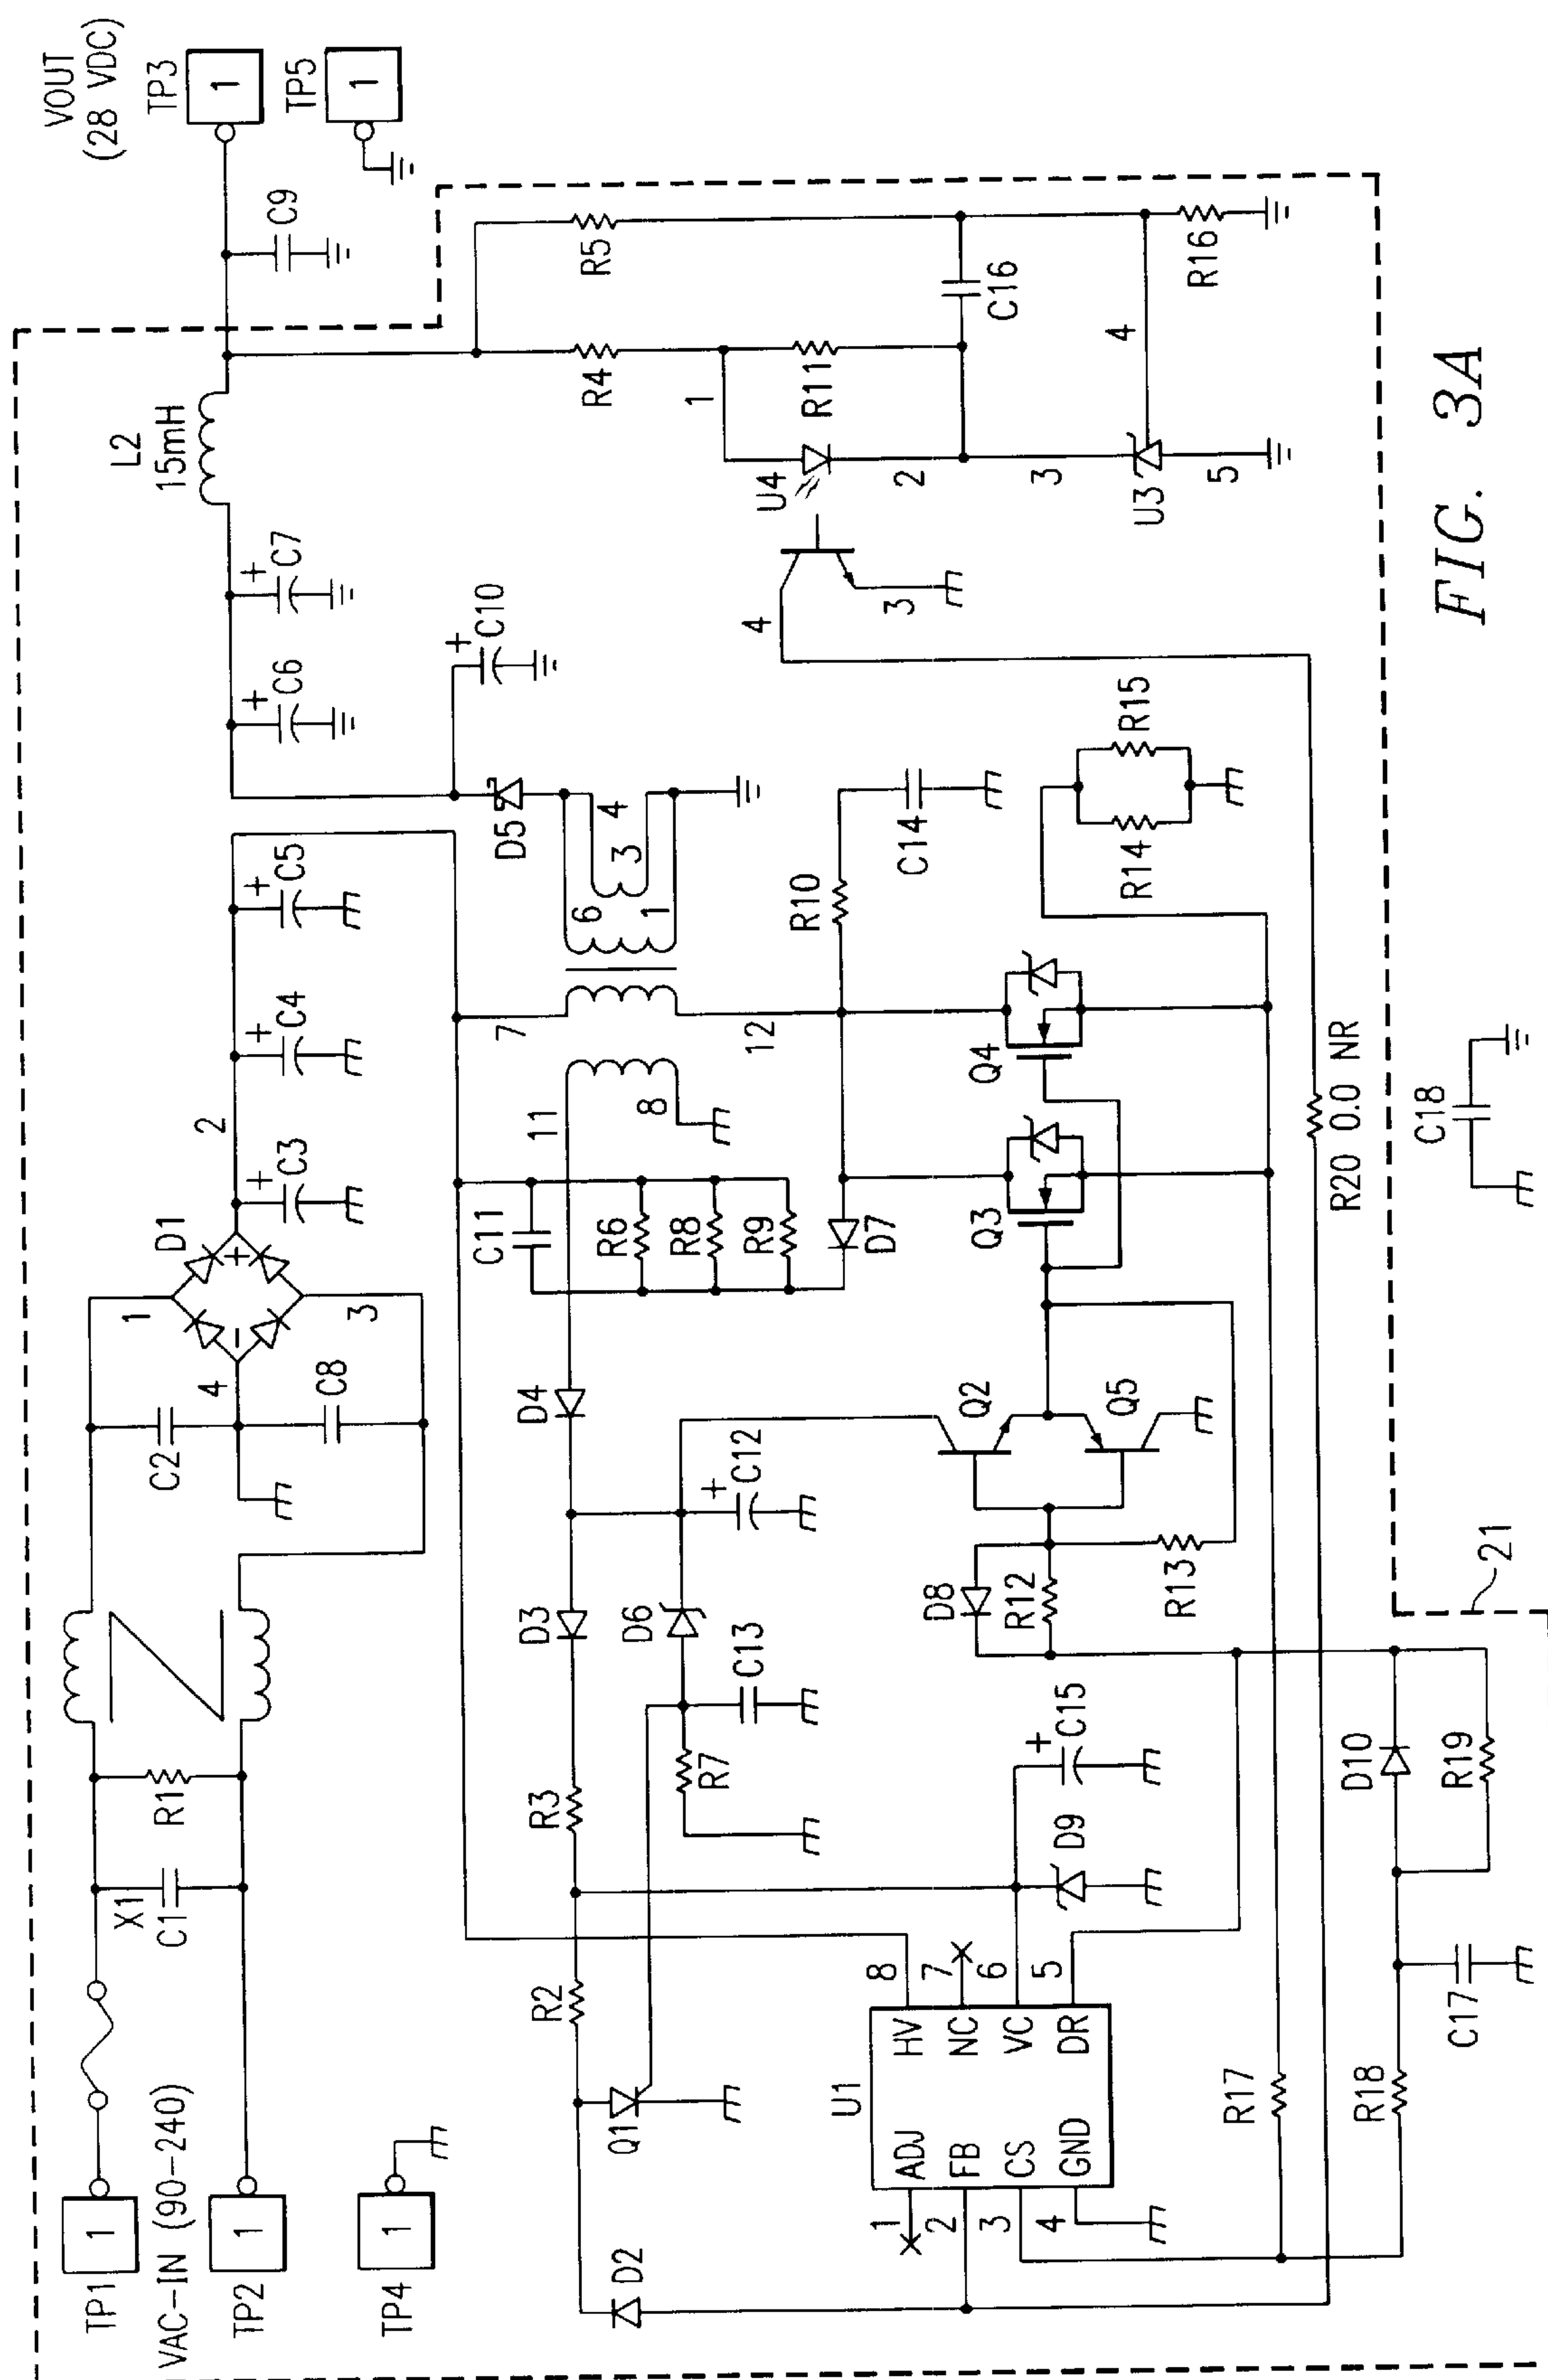 VOUT
(28 VDC)
TP3
1
TP5
1
C9
L2
15mH
+
C7
+
C6
+
C10
R5
R4
1
R11
C16
U4
2
3
4
U3
5
R16
4
3
R15
R14
D5
4
3
6
1
7
12
11
8
R10
C14
+
C5
+
C4
2
+
C3
D1
+
−
1
3
4
C2
C8
X1
C1
R1
TP1
1
VAC-IN (90-240)
TP2
1
TP4
1
C11
R6
R8
R9
D7
Q4
Q3
D4
+
C12
Q2
Q5
D3
D6
C13
R7
D8
R12
R13
R3
+
C15
D9
R2
Q1
D2
U1
ADJ
FB
CS
GND
HV
NC
VC
DR
1
2
3
4
8
7
6
5
R17
R18
C17
D10
R19
R20 0.0 NR
C18
21
FIG. 3A